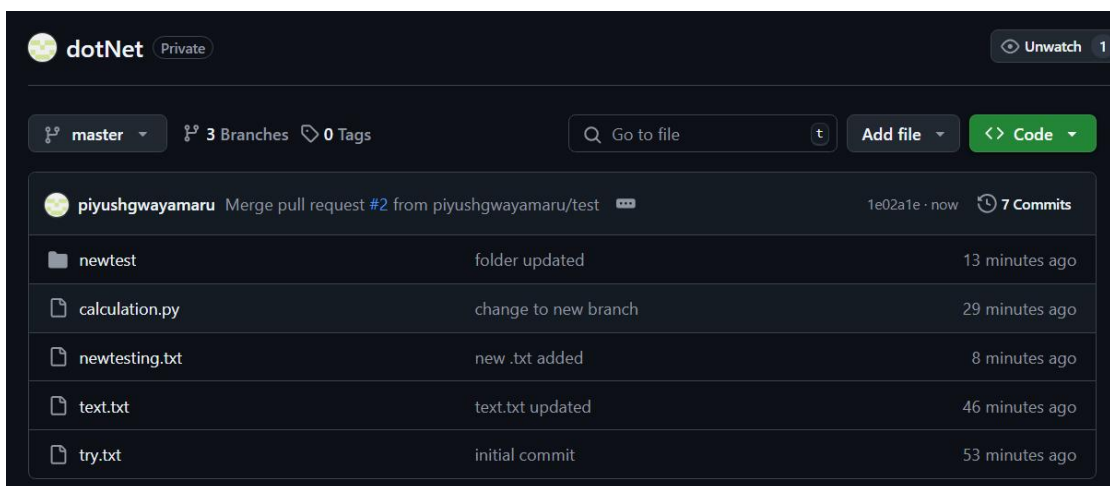 dotNet Private Unwatch 1
master 3 Branches 0 Tags Go to file t Add file <> Code
piyushgwayamaru Merge pull request #2 from piyushgwayamaru/test 1e02a1e · now 7 Commits
newtest folder updated 13 minutes ago
calculation.py change to new branch 29 minutes ago
newtesting.txt new .txt added 8 minutes ago
text.txt text.txt updated 46 minutes ago
try.txt initial commit 53 minutes ago